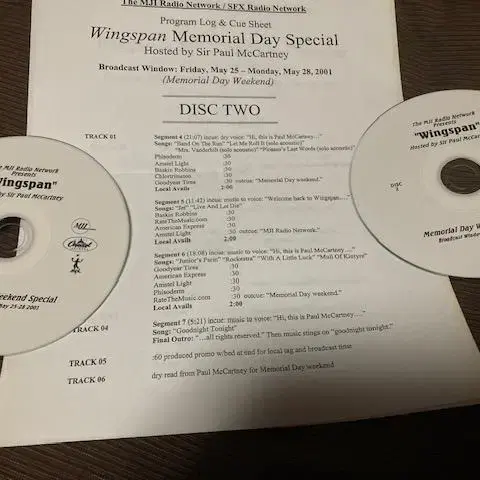 The MJI Radio Network / SFX Radio Network
Program Log & Cue Sheet
Wingspan Memorial Day Special
Hosted by Sir Paul McCartney
Broadcast Window: Friday, May 25 – Monday, May 28, 2001
(Memorial Day Weekend)
DISC TWO
TRACK 01
Segment 4 (21:07) incue: dry voice: "Hi, this is Paul McCartney…"
Songs: "Band On The Run" "Let Me Roll It (solo acoustic)"
"Mrs. Vanderbilt (solo acoustic)" "Picasso's Last Words (solo acoustic)"
Phisoderm :30
Amstel Light :30
Baskin Robbins :30
Chlortrimaton :30
Goodyear Tires :30 outcue: "Memorial Day weekend."
Local Avails 2:00
Segment 5 (11:42) incue: music to voice: "Welcome back to Wingspan…."
Songs: "Jet" "Live And Let Die"
Baskin Robbins :30
RateTheMusic.com :30
American Express :30
Amstel Light :30 outcue: "MJI Radio Network."
Local Avails 2:00
Segment 6 (18:08) incue: music to voice: "Hi, this is Paul McCartney…."
Songs: "Junior's Farm" "Rockestra" "With A Little Luck" "Mull Of Kintyre"
Goodyear Tires :30
American Express :30
Amstel Light :30
Phisoderm :30
RateTheMusic.com :30 outcue: "Memorial Day weekend."
Local Avails 2:00
TRACK 04
Segment 7 (5:21) incue: music to voice: "Hi, this is Paul McCartney…."
Song: "Goodnight Tonight"
Final Outro: "…all rights reserved." Then music stings on "goodnight tonight."
TRACK 05
:60 produced promo w/bed at end for local tag and broadcast time
TRACK 06
dry read from Paul McCartney for Memorial Day weekend
The MJI Radio Network
Presents
Wingspan"
Hosted by Sir Paul McCartney
MJI
Capitol
Weekend Special
May 25-28 2001
The MJI Radio Network
Presents
"Wingspan"
Hosted by Sir Paul McCart
DISC
Memorial Day We
Broadcast Window